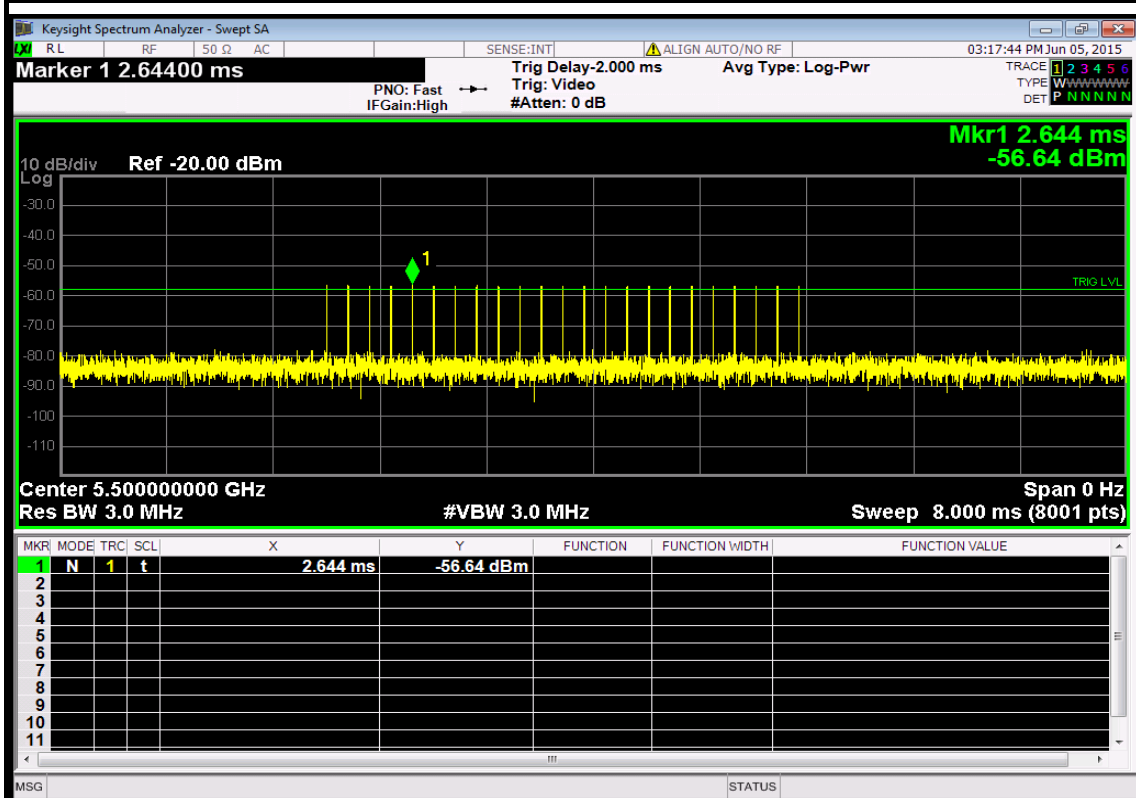 Keysight Spectrum Analyzer - Swept SA
LXI RL RF 50 Ω AC SENSE:INT ALIGN AUTO/NO RF 03:17:44 PM Jun 05, 2015
Marker 1 2.64400 ms
PNO: Fast
IFGain:High
Trig Delay-2.000 ms
Trig: Video
#Atten: 0 dB
Avg Type: Log-Pwr
TRACE 1 2 3 4 5 6
TYPE WWWWWW
DET P N N N N N
Mkr1 2.644 ms
-56.64 dBm
10 dB/div Ref -20.00 dBm
Log
-30.0
-40.0
-50.0
1
TRIG LVL
-60.0
-70.0
-80.0
-90.0
-100
-110
Center 5.500000000 GHz Span 0 Hz
Res BW 3.0 MHz #VBW 3.0 MHz Sweep 8.000 ms (8001 pts)
MKR MODE TRC SCL X Y FUNCTION FUNCTION WIDTH FUNCTION VALUE
1 N 1 t 2.644 ms -56.64 dBm
2
3
4
5
6
7
8
9
10
11
MSG STATUS